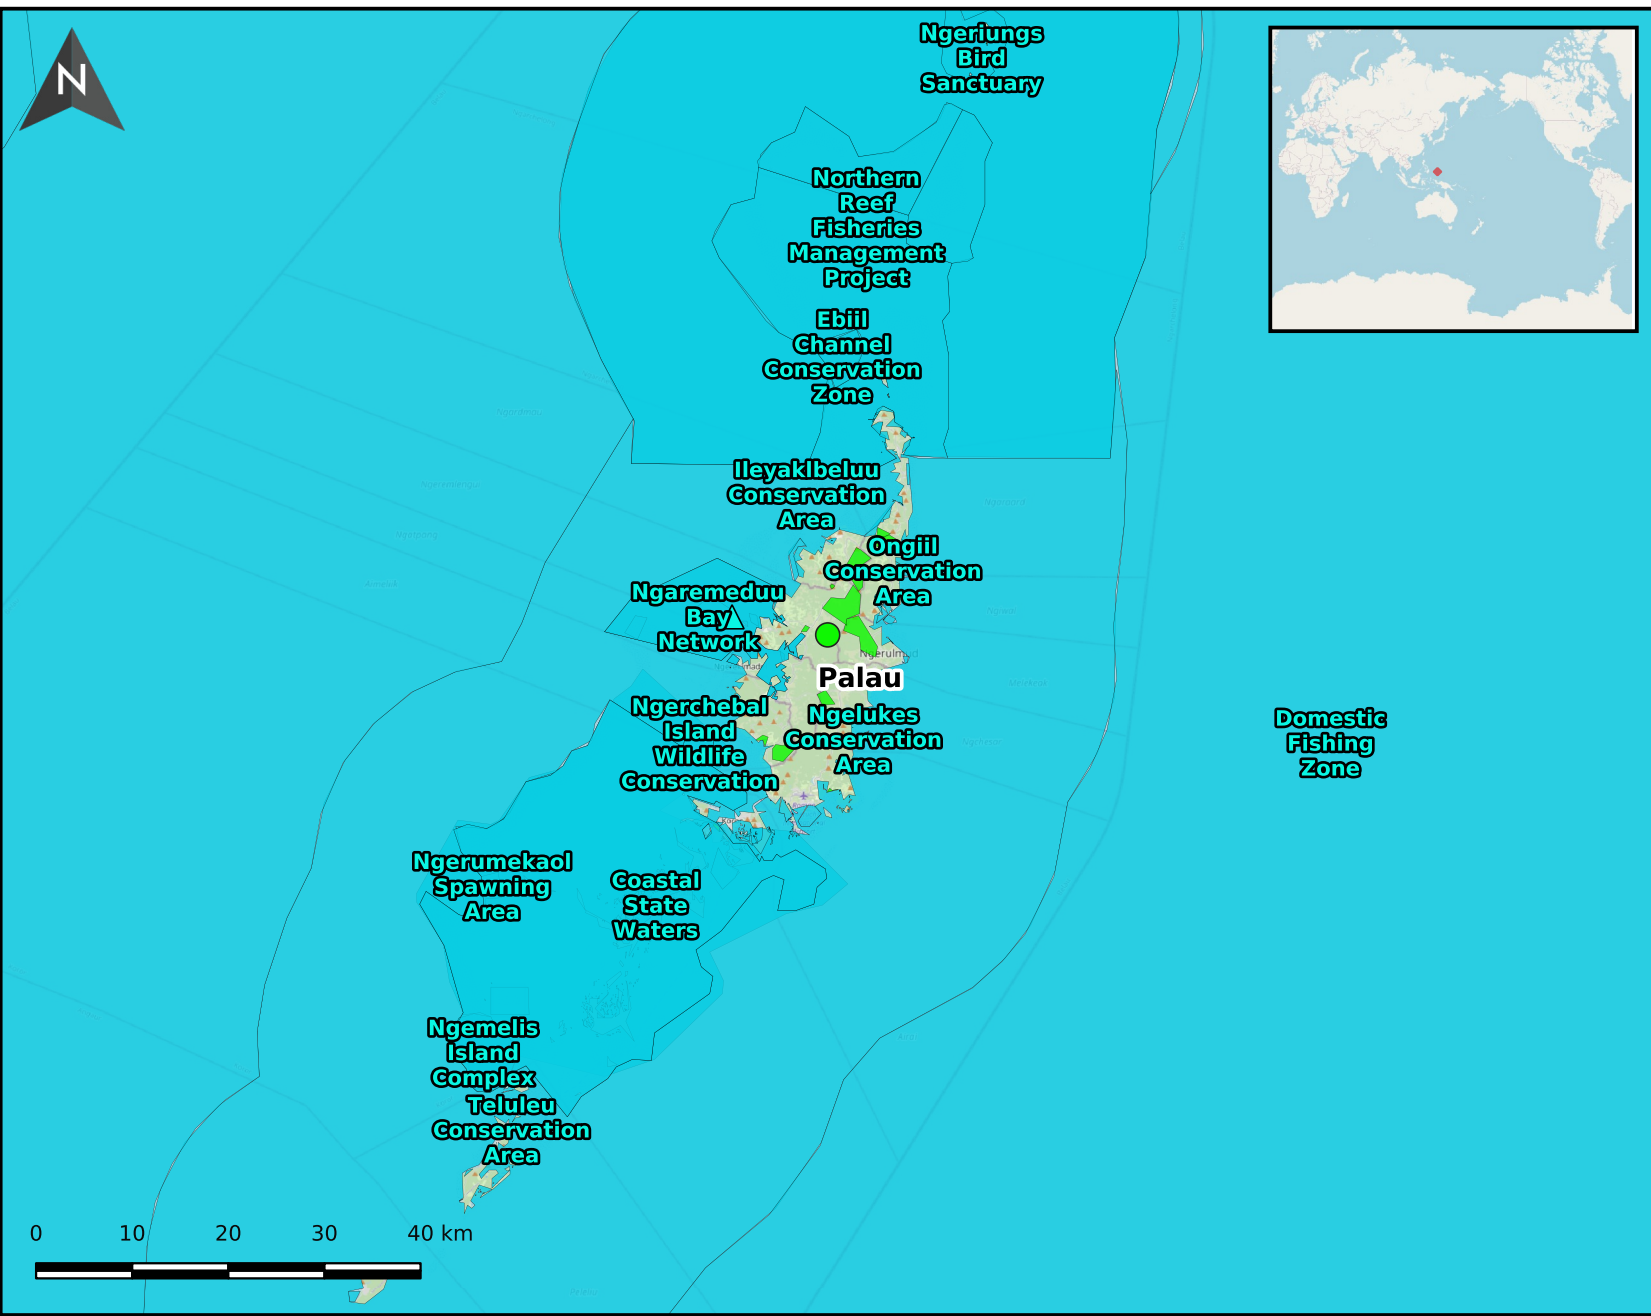 N
Ngeriungs
Bird
Sanctuary
Northern
Reef
Fisheries
Management
Project
Ebiil
Channel
Conservation
Zone
Ileyaklbeluu
Conservation
Area
Ongiil
Conservation
Area
Ngaremeduu
Bay
Network
Ngerulmud
Palau
Ngerchebal
Island
Wildlife
Conservation
Ngelukes
Conservation
Area
Domestic
Fishing
Zone
Ngerumekaol
Spawning
Area
Coastal
State
Waters
Ngemelis
Island
Complex
Teluleu
Conservation
Area
0 10 20 30 40 km